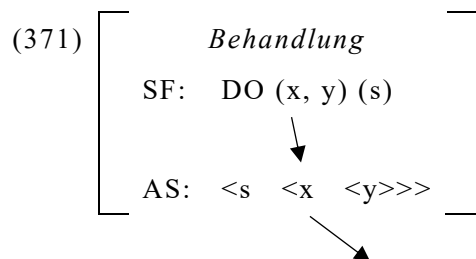 (371) Behandlung
SF: DO (x, y) (s)
AS: <s <x <y>>>